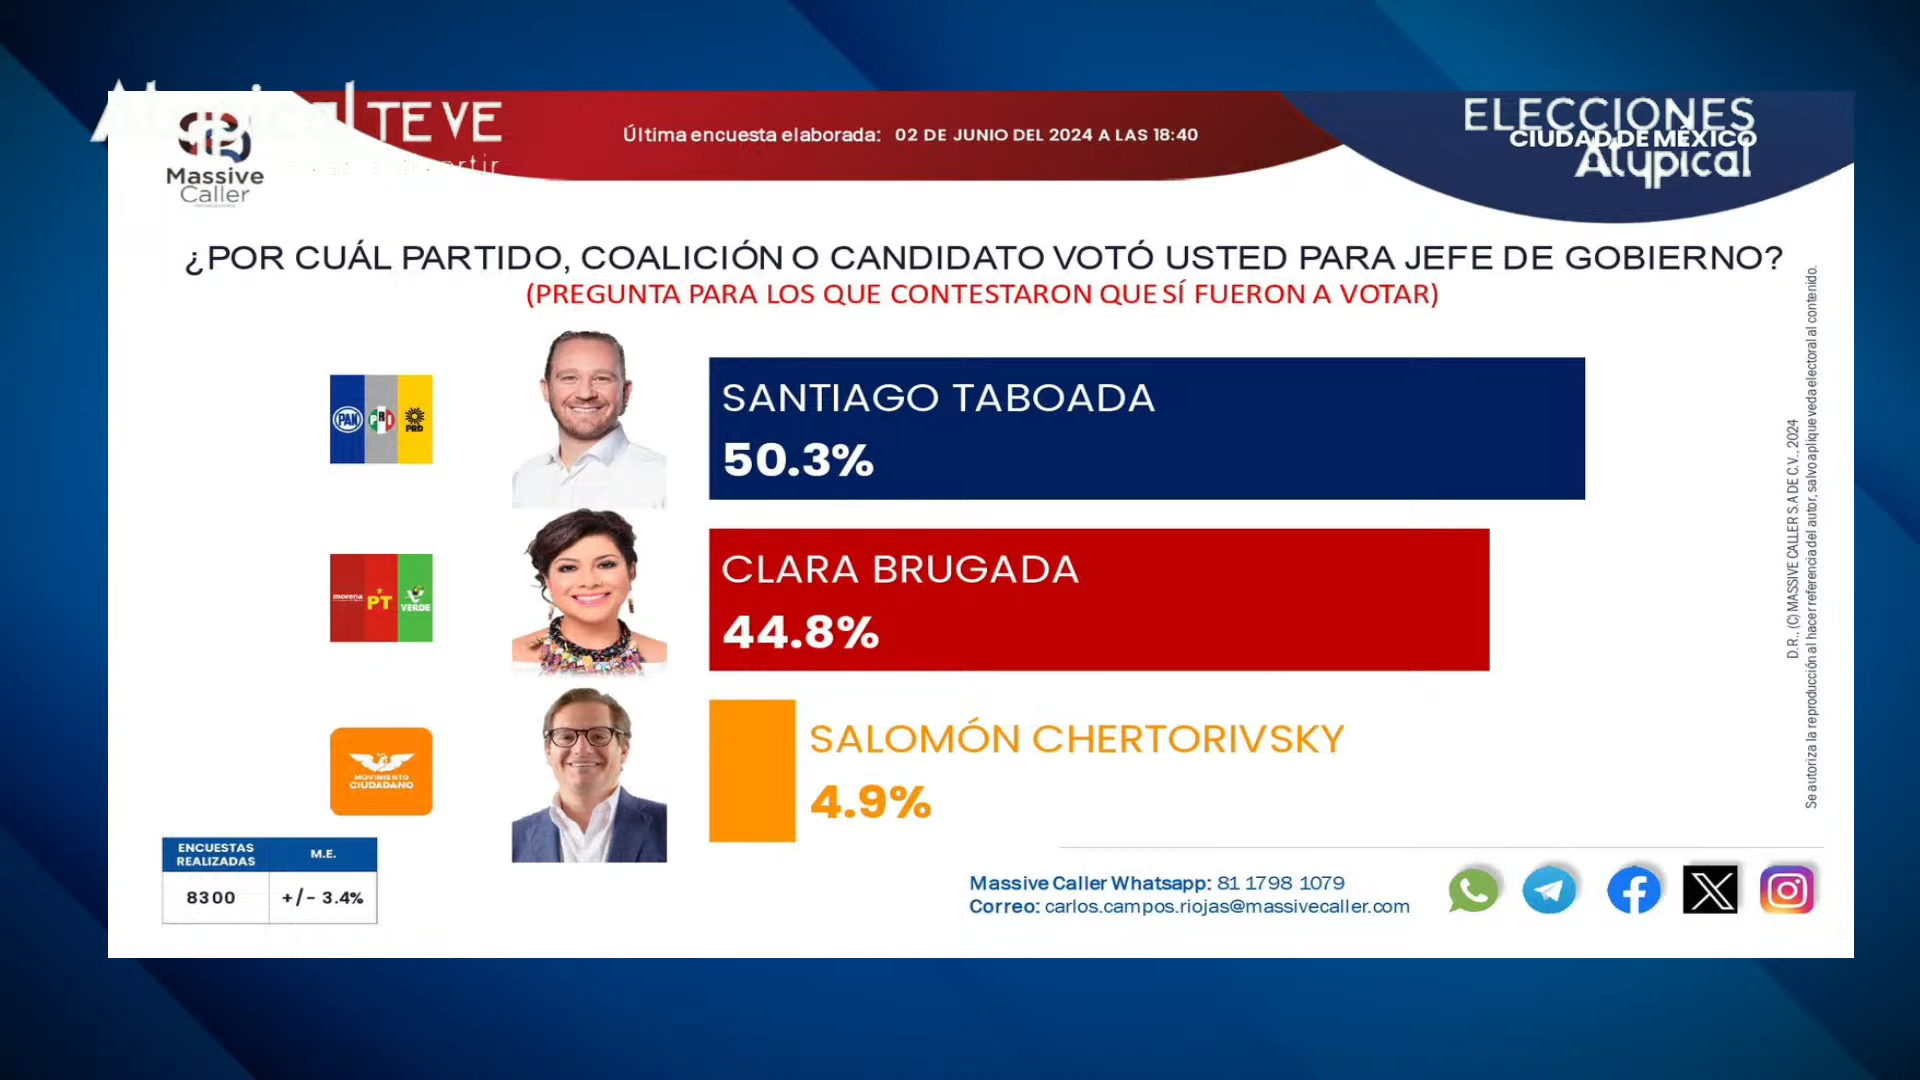 Atypical TE VE
Massive
Caller
Última encuesta elaborada: 02 DE JUNIO DEL 2024 A LAS 18:40
ELECCIONES
CIUDAD DE MÉXICO
Atypical
¿POR CUÁL PARTIDO, COALICIÓN O CANDIDATO VOTÓ USTED PARA JEFE DE GOBIERNO?
(PREGUNTA PARA LOS QUE CONTESTARON QUE SÍ FUERON A VOTAR)
PAN PRI PRD
SANTIAGO TABOADA
50.3%
morena PT VERDE
CLARA BRUGADA
44.8%
MOVIMIENTO
CIUDADANO
SALOMÓN CHERTORIVSKY
4.9%
ENCUESTAS
REALIZADAS
M.E.
8300
+/- 3.4%
Massive Caller Whatsapp: 81 1798 1079
Correo: carlos.campos.riojas@massivecaller.com
D.R., (C) MASSIVE CALLER S.A DE C.V., 2024
Se autoriza la reproducción al hacer referencia del autor, salvo aplique veda electoral al contenido.